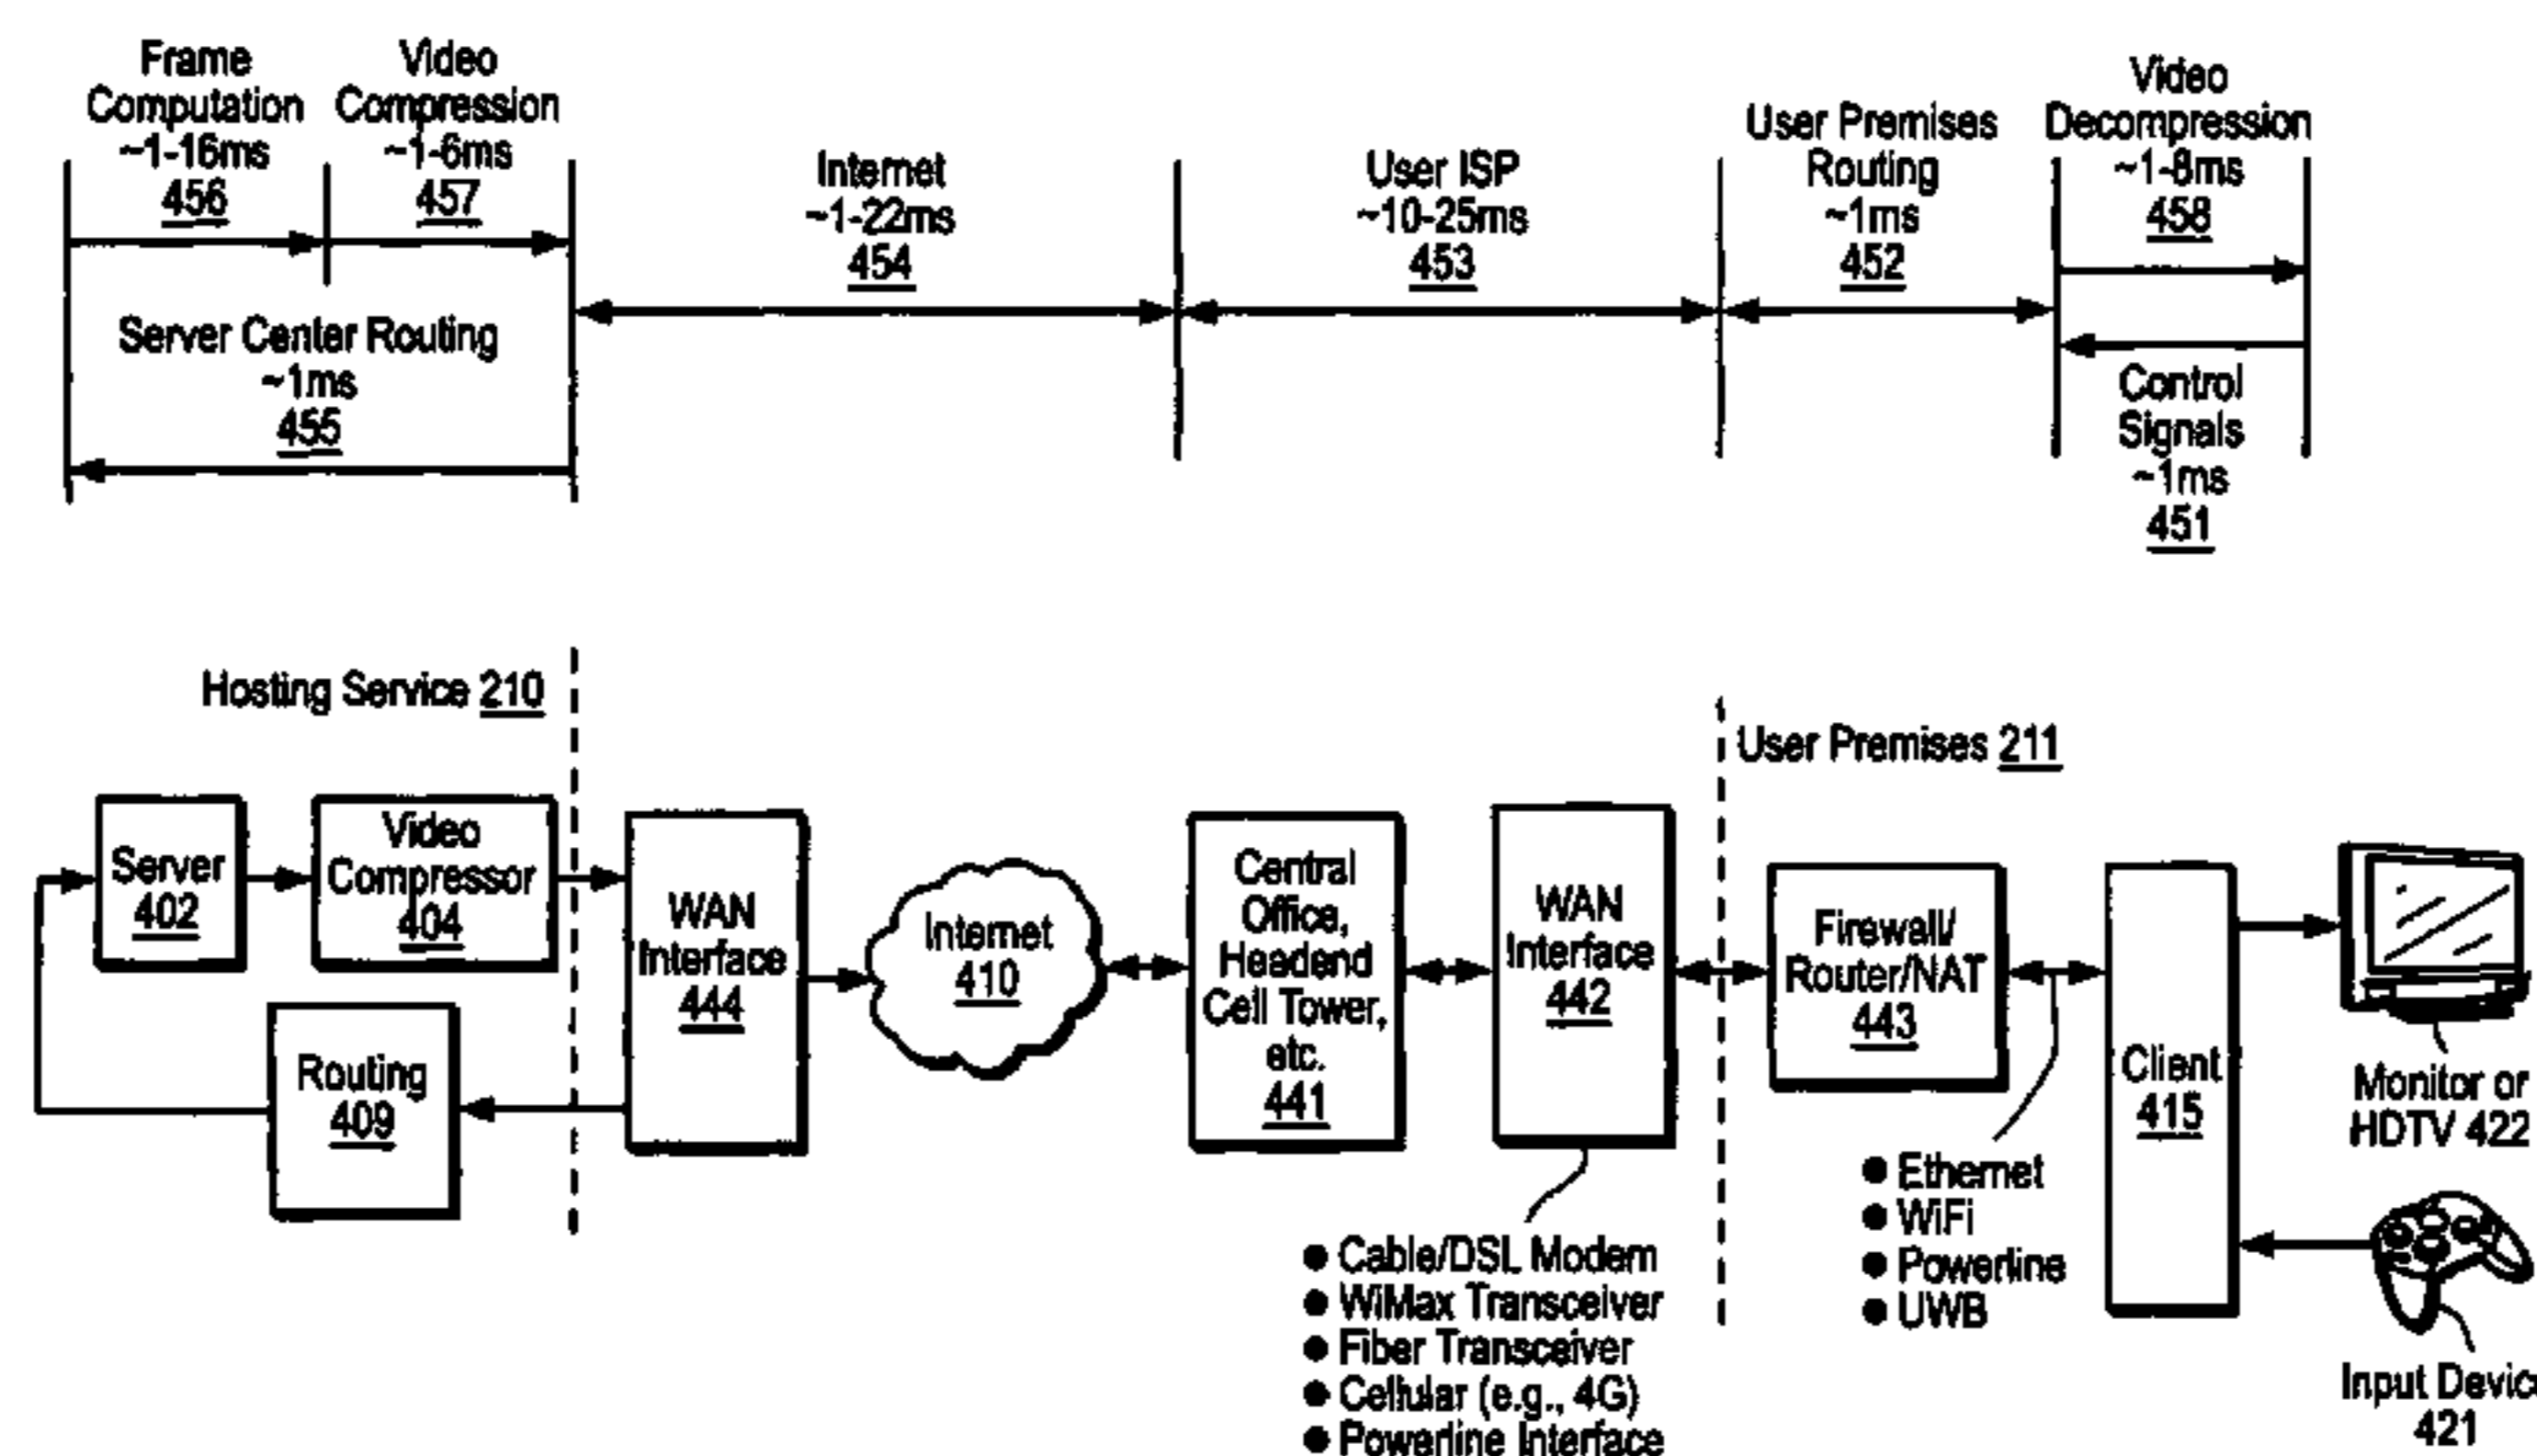 Frame
Computation
~1-16ms
456
Video
Compression
~1-6ms
457
Server Center Routing
~1ms
455
Internet
~1-22ms
454
User ISP
~10-25ms
453
User Premises
Routing
~1ms
452
Video
Decompression
~1-8ms
458
Control
Signals
~1ms
451
Hosting Service 210
User Premises 211
Server
402
Video
Compressor
404
Routing
409
WAN
Interface
444
Internet
410
Central
Office,
Headend
Cell Tower,
etc.
441
WAN
Interface
442
● Cable/DSL Modem
● WiMax Transceiver
● Fiber Transceiver
● Cellular (e.g., 4G)
● Powerline Interface
Firewall/
Router/NAT
443
● Ethernet
● WiFi
● Powerline
● UWB
Client
415
Monitor or
HDTV 422
Input Devic
421